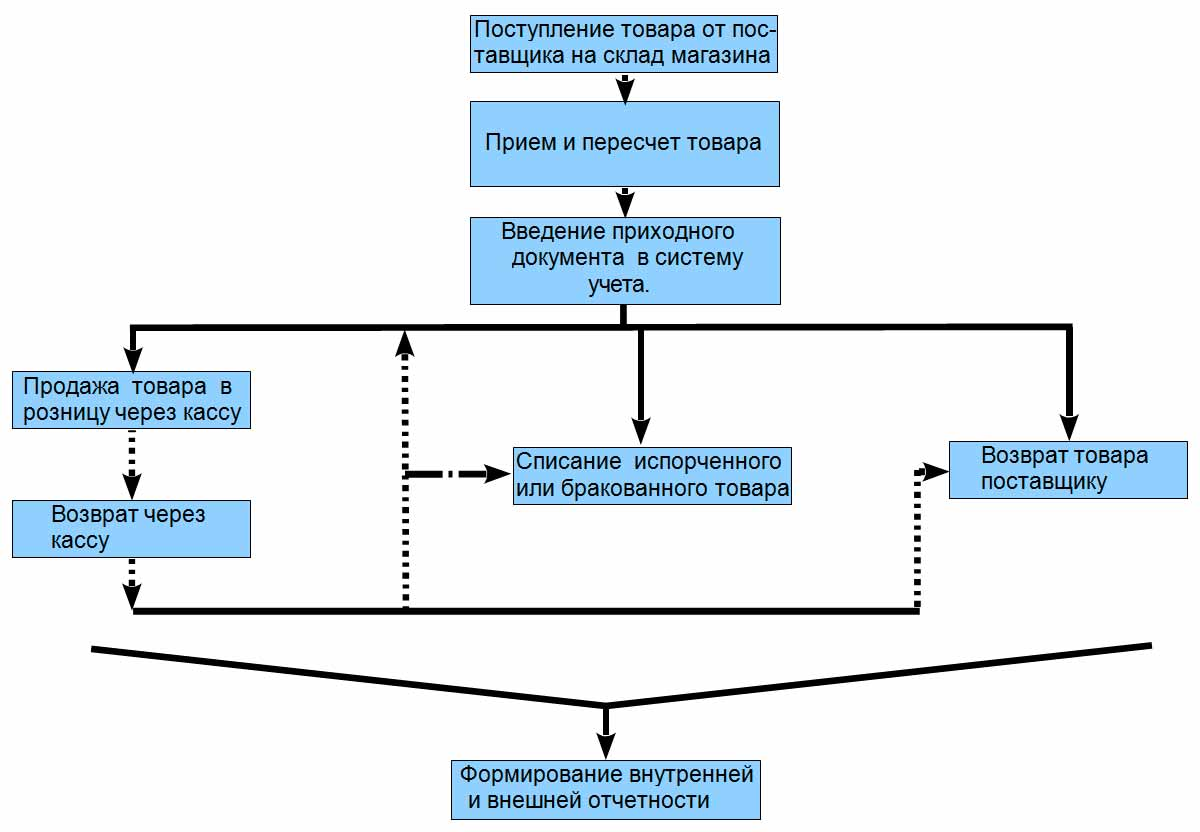 Поступление товара от пос-
тавщика на склад магазина
Прием и пересчет товара
Введение приходного
документа в систему
учета.
Продажа товара в
розницу через кассу
Возврат через
кассу
Списание испорченного
или бракованного товара
Возврат товара
поставщику
Формирование внутренней
и внешней отчетности